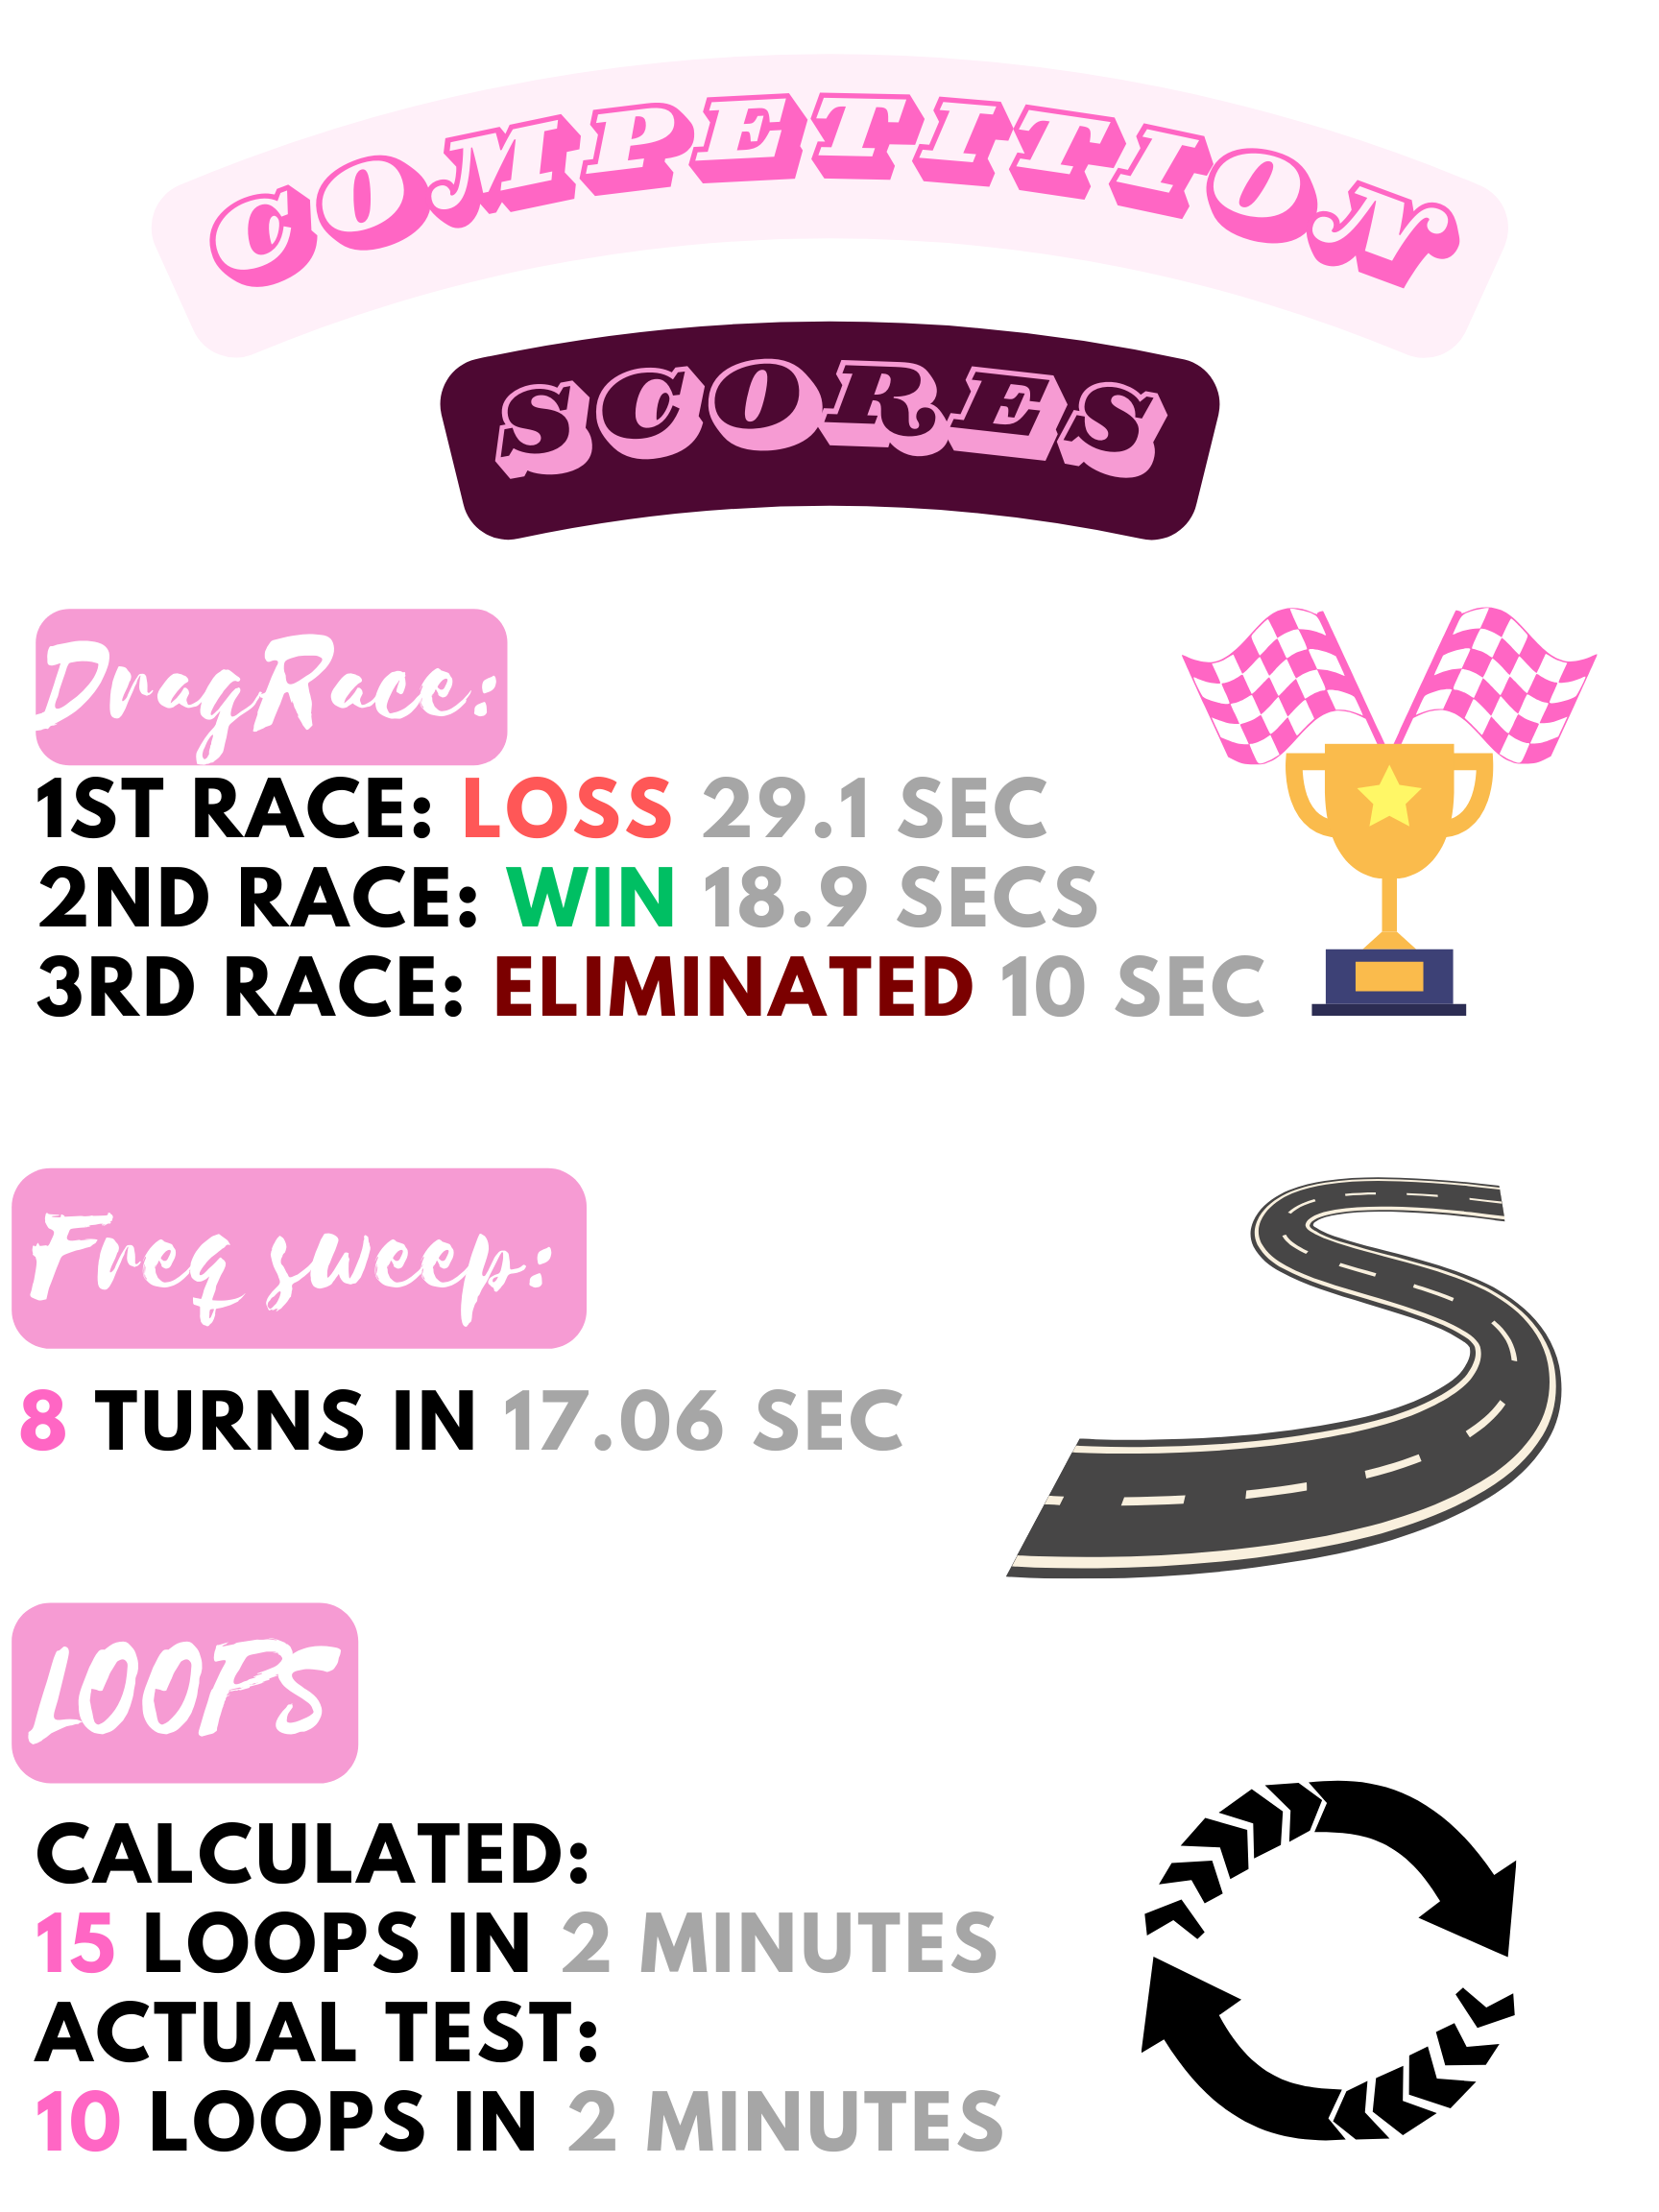 COMPETITION
SCORES
Drag Race:
1ST RACE: LOSS 29.1 SEC
2ND RACE: WIN 18.9 SECS
3RD RACE: ELIMINATED 10 SEC
Freq sweep:
8 TURNS IN 17.06 SEC
LOOPS
CALCULATED:
15 LOOPS IN 2 MINUTES
ACTUAL TEST:
10 LOOPS IN 2 MINUTES